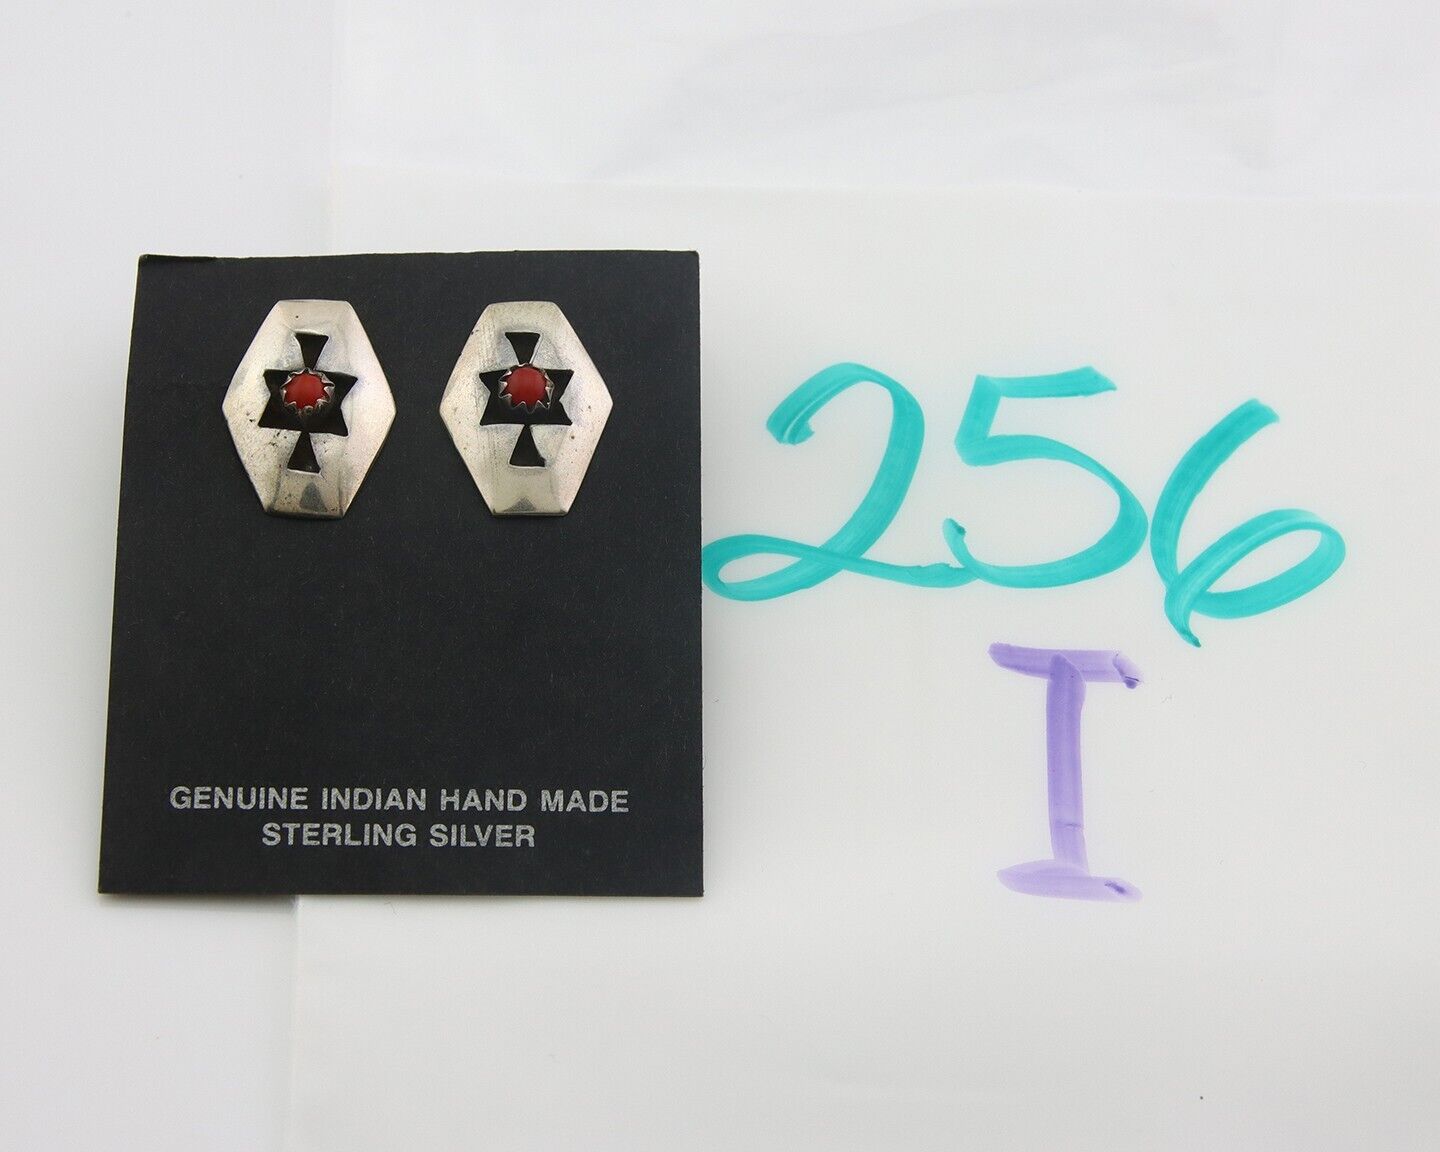 256
I
GENUINE INDIAN HAND MADE
STERLING SILVER